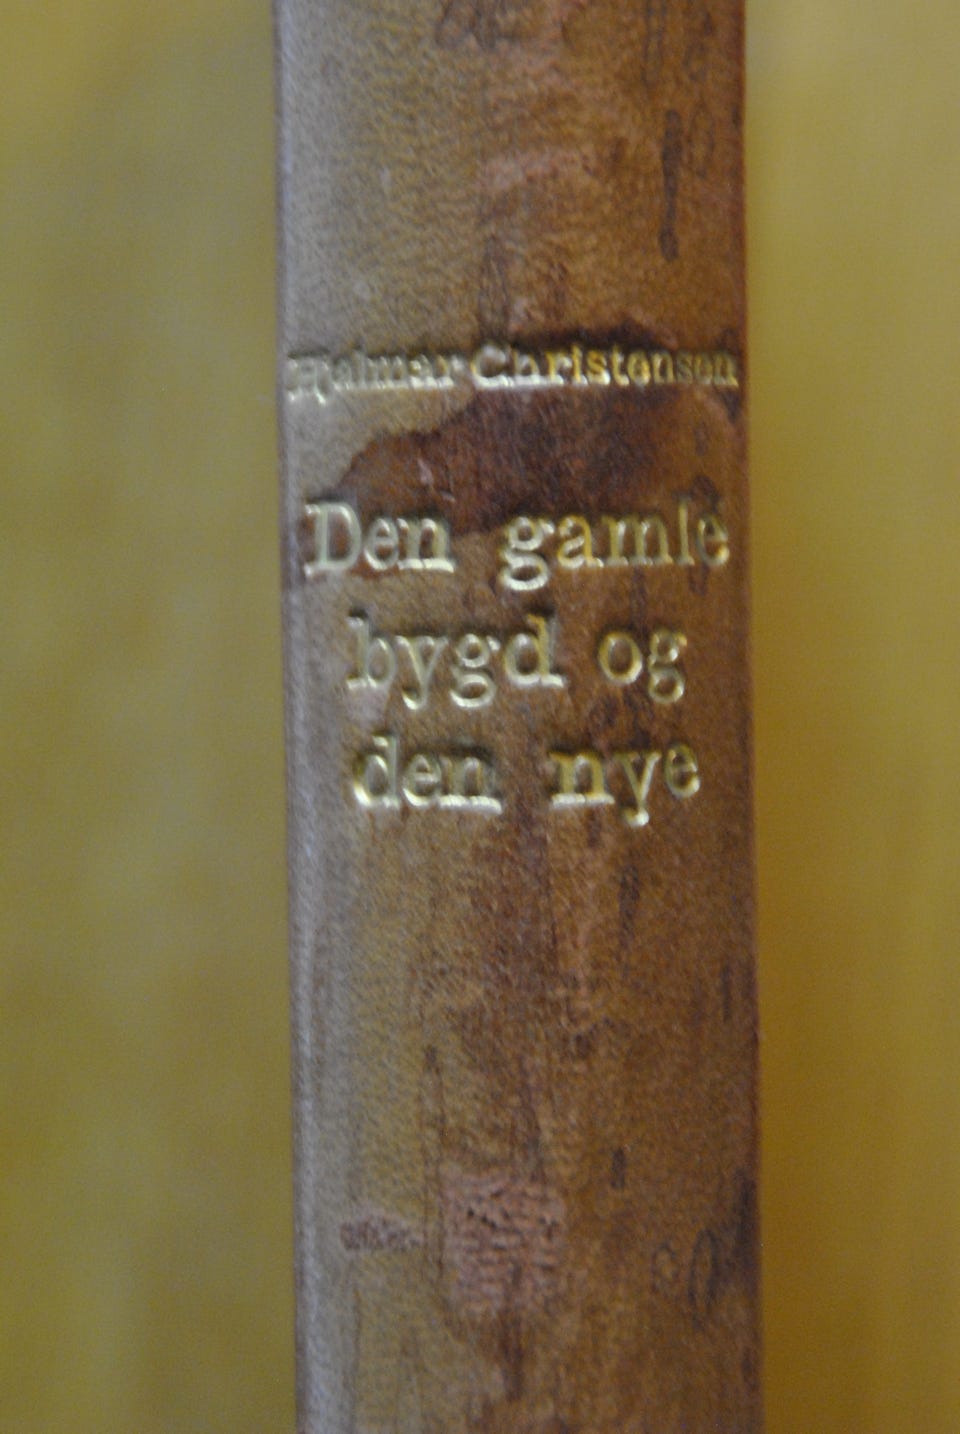 Hjalmar Christensen
Den gamle
bygd og
den nye